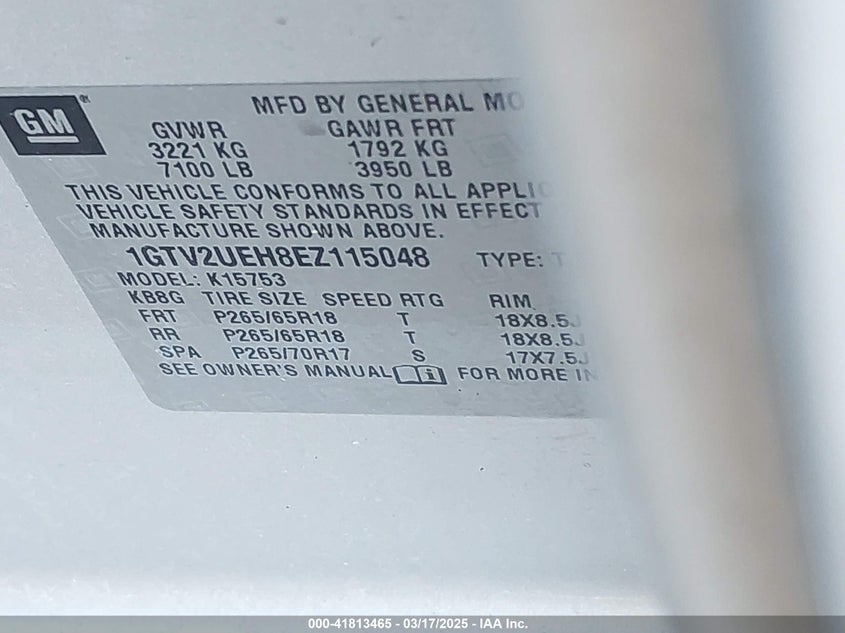 GM
MFD BY GENERAL
GVWR GAWR FRT
3221 KG 1792 KG
7100 LB 3950 LB
THIS VEHICLE CONFORMS TO ALL
VEHICLE SAFETY STANDARDS IN EFFECT
MANUFACTURE SHOWN ABOVE.
1GTV2UEH8EZ115048 TYPE:
MODEL: K15753
KB8G TIRE SIZE SPEED RTG RIM
FRT P265/65R18 T 18X8.5J
RR P265/65R18 T 18X8.5J
SPA P265/70R17 S 17X7.5J
SEE OWNER'S MANUAL FOR MORE
000-41813465 - 03/17/2025 - IAA Inc.